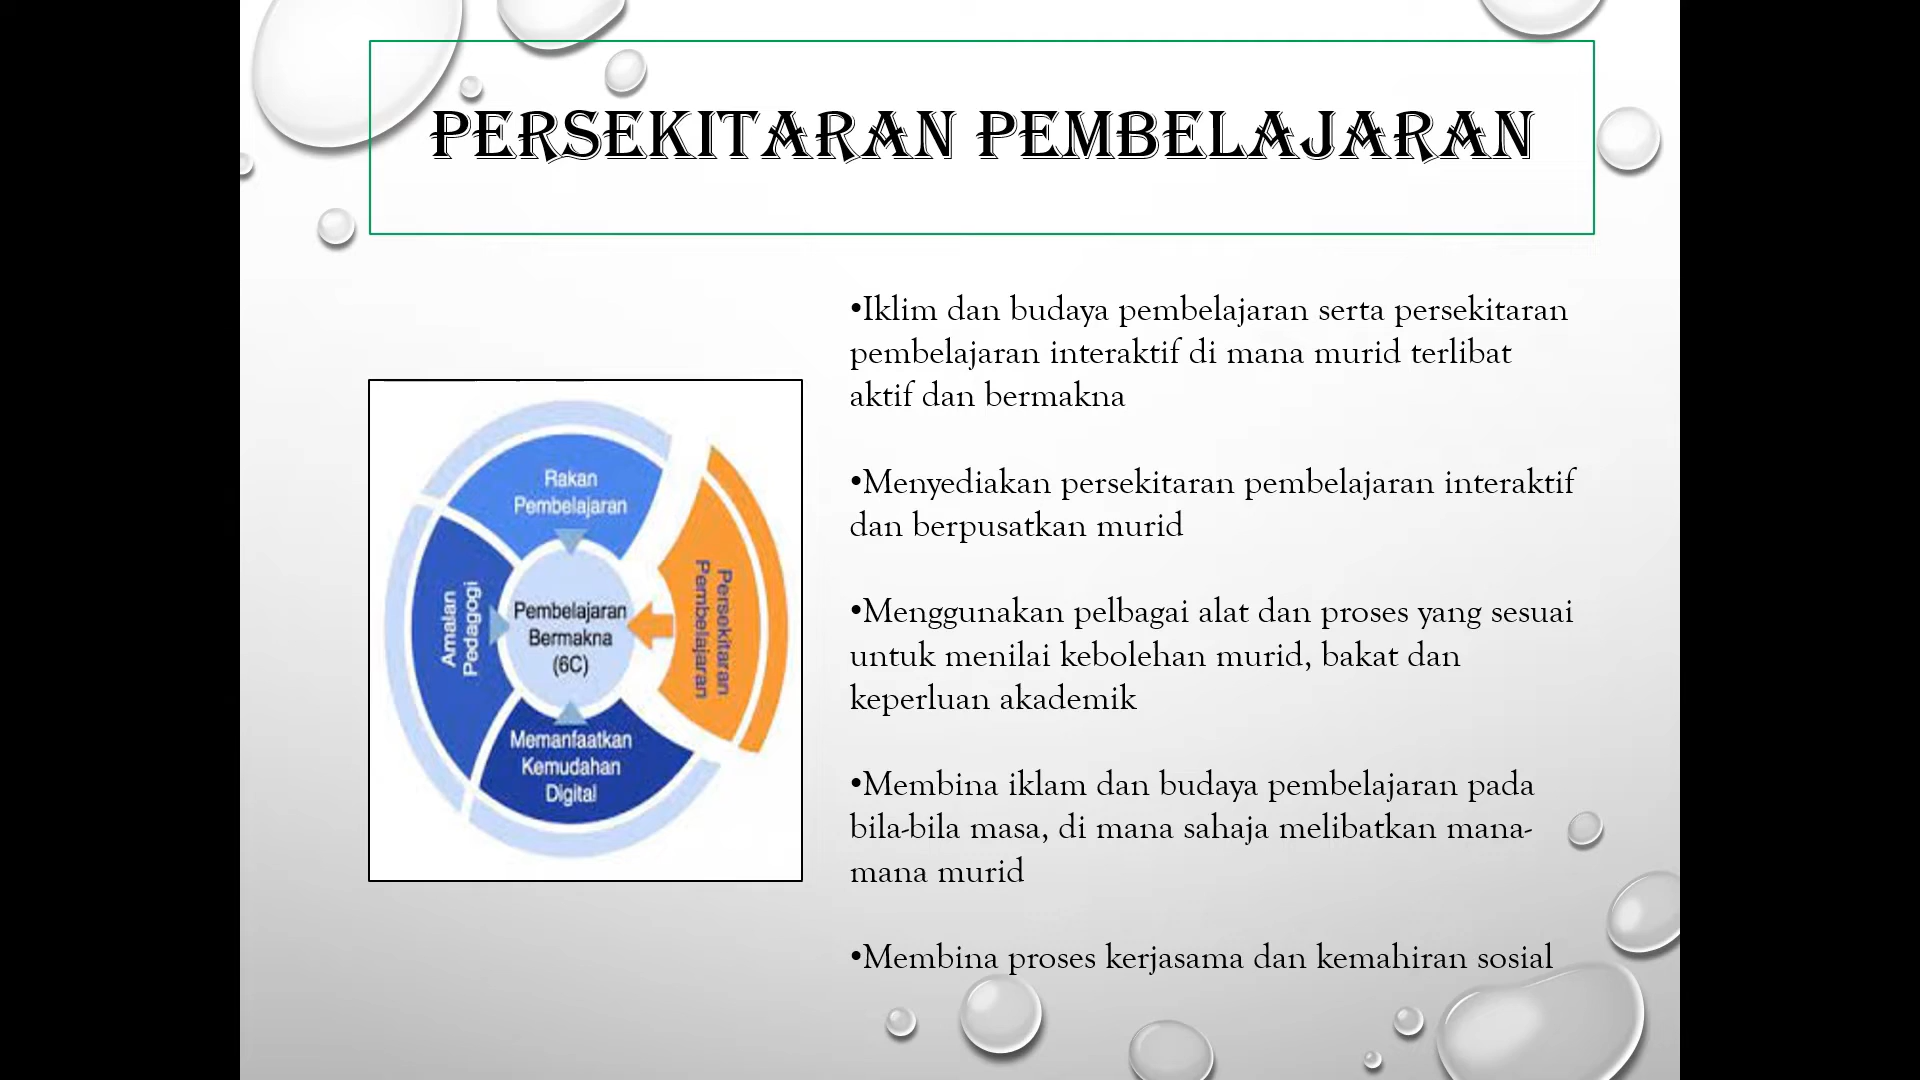 PERSEKITARAN PEMBELAJARAN
Rakan
Pembelajaran
Amalan
Pedagogi
Pembelajaran
Bermakna
(6C)
Persekitaran
Pembelajaran
Memanfaatkan
Kemudahan
Digital
•Iklim dan budaya pembelajaran serta persekitaran
pembelajaran interaktif di mana murid terlibat
aktif dan bermakna
•Menyediakan persekitaran pembelajaran interaktif
dan berpusatkan murid
•Menggunakan pelbagai alat dan proses yang sesuai
untuk menilai kebolehan murid, bakat dan
keperluan akademik
•Membina iklam dan budaya pembelajaran pada
bila-bila masa, di mana sahaja melibatkan mana-
mana murid
•Membina proses kerjasama dan kemahiran sosial